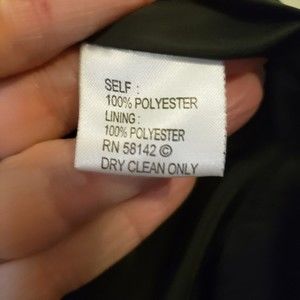 SELF :
100% POLYESTER
LINING :
100% POLYESTER
RN 58142 ©
DRY CLEAN ONLY